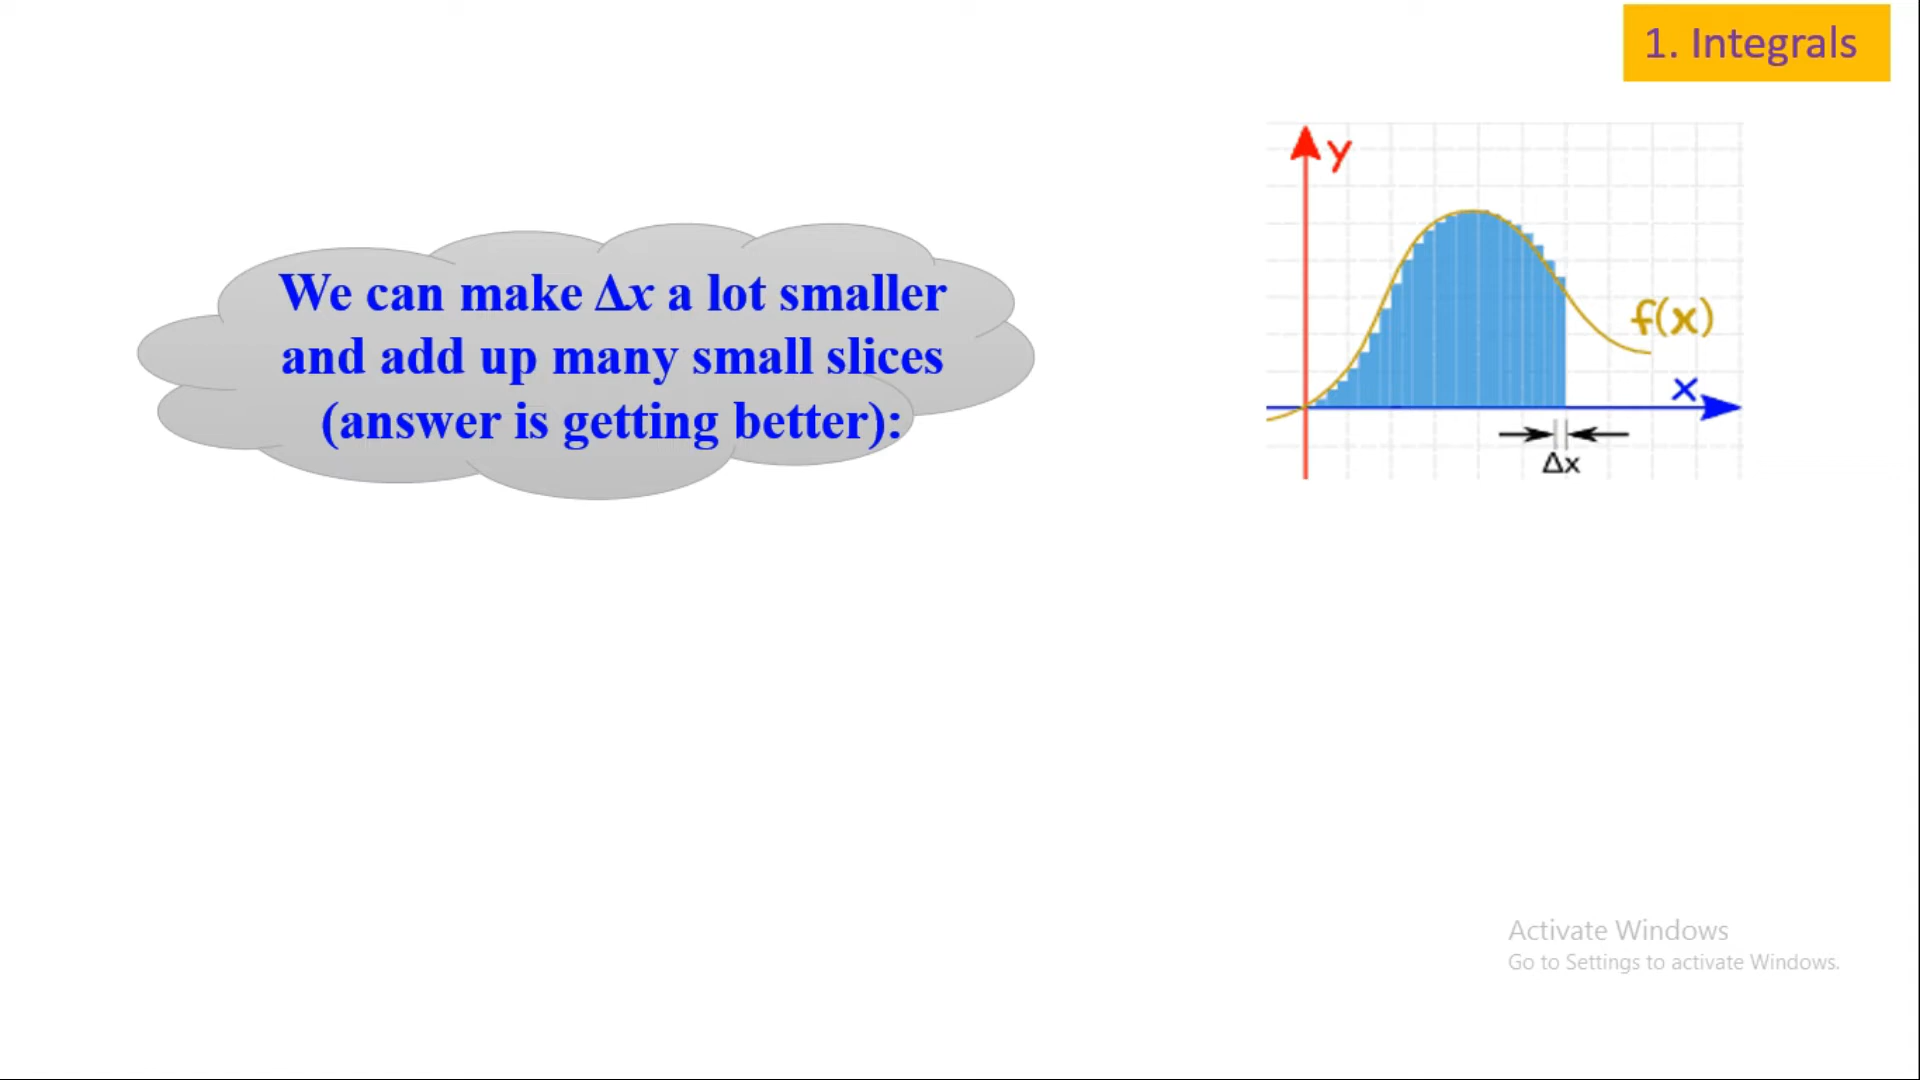 1. Integrals
We can make Δx a lot smaller
and add up many small slices
(answer is getting better):
y
f(x)
x
Δx
Activate Windows
Go to Settings to activate Windows.